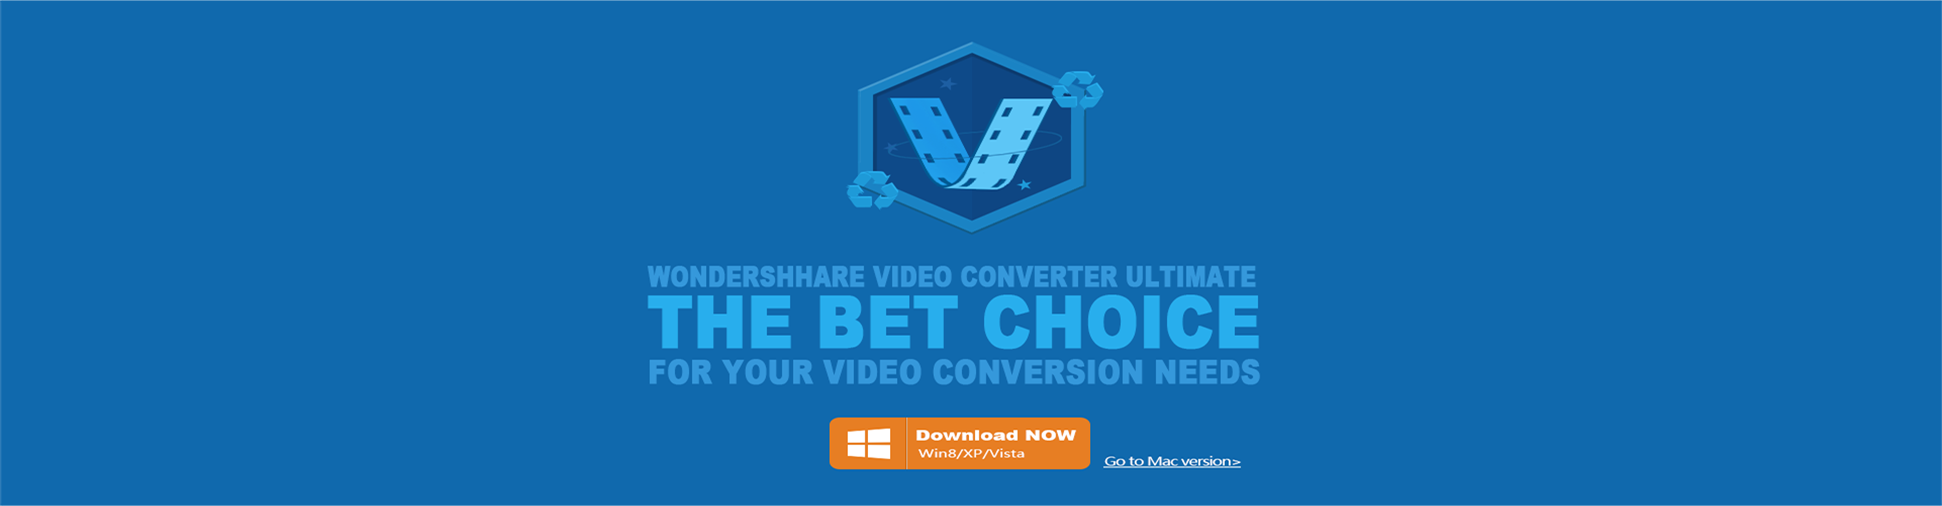 WONDERSHHARE VIDEO CONVERTER ULTIMATE
THE BET CHOICE
FOR YOUR VIDEO CONVERSION NEEDS
Download NOW
Win8/XP/Vista
Go to Mac version>